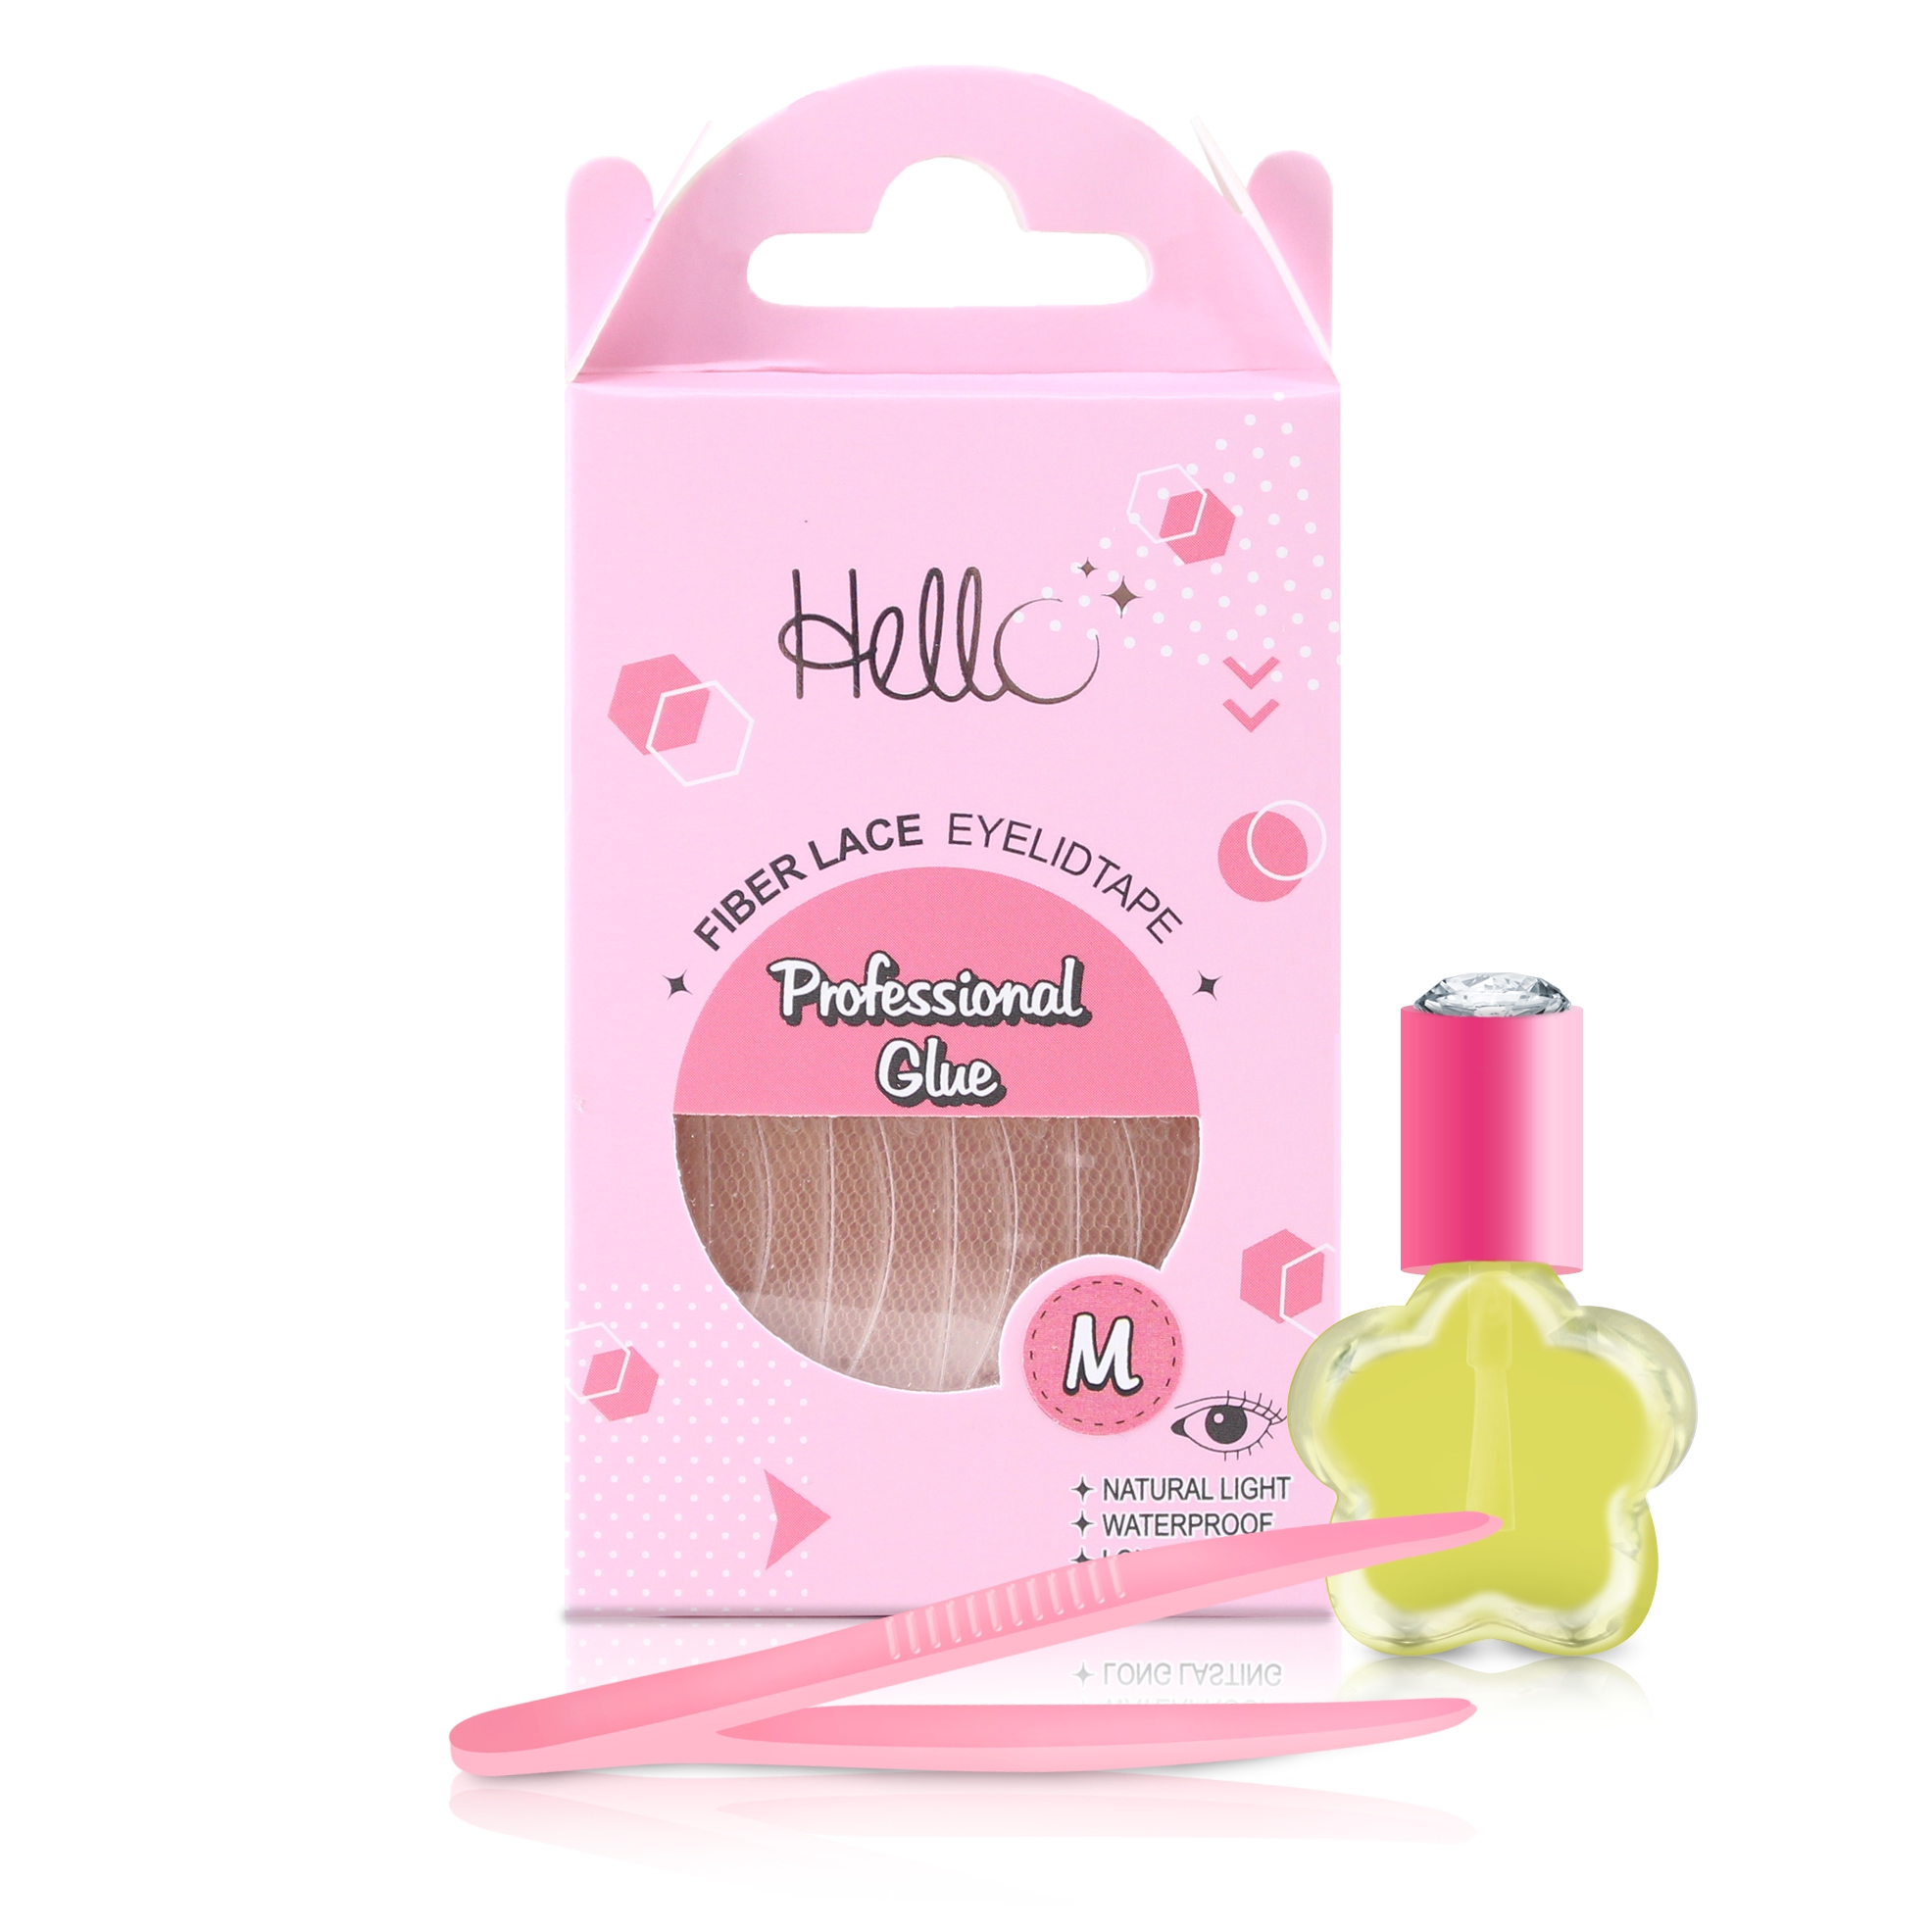 Hello
FIBER LACE EYELIDTAPE
Professional
Glue
M
NATURAL LIGHT
WATERPROOF
LONG LASTING